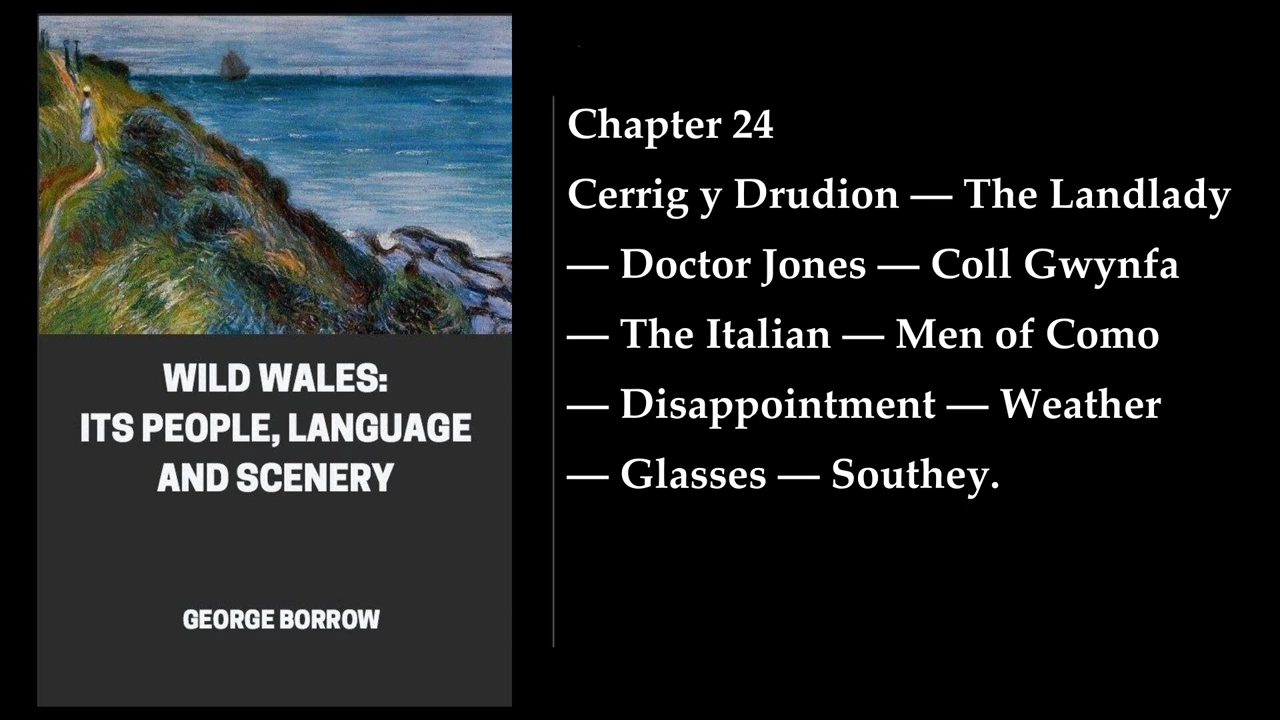 WILD WALES:
ITS PEOPLE, LANGUAGE
AND SCENERY
GEORGE BORROW
Chapter 24
Cerrig y Drudion — The Landlady
— Doctor Jones — Coll Gwynfa
— The Italian — Men of Como
— Disappointment — Weather
— Glasses — Southey.